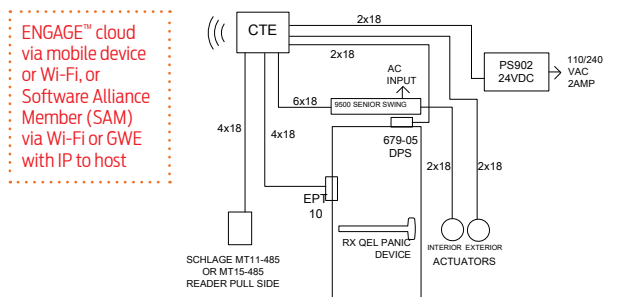 ENGAGE™ cloud
via mobile device
or Wi-Fi, or
Software Alliance
Member (SAM)
via Wi-Fi or GWE
with IP to host
CTE
2x18
2x18
PS902
24VDC
110/240
VAC
2AMP
AC
INPUT
6x18
9500 SENIOR SWING
4x18
4x18
679-05
DPS
2x18
2x18
EPT
10
RX QEL PANIC
DEVICE
INTERIOR EXTERIOR
ACTUATORS
SCHLAGE MT11-485
OR MT15-485
READER PULL SIDE